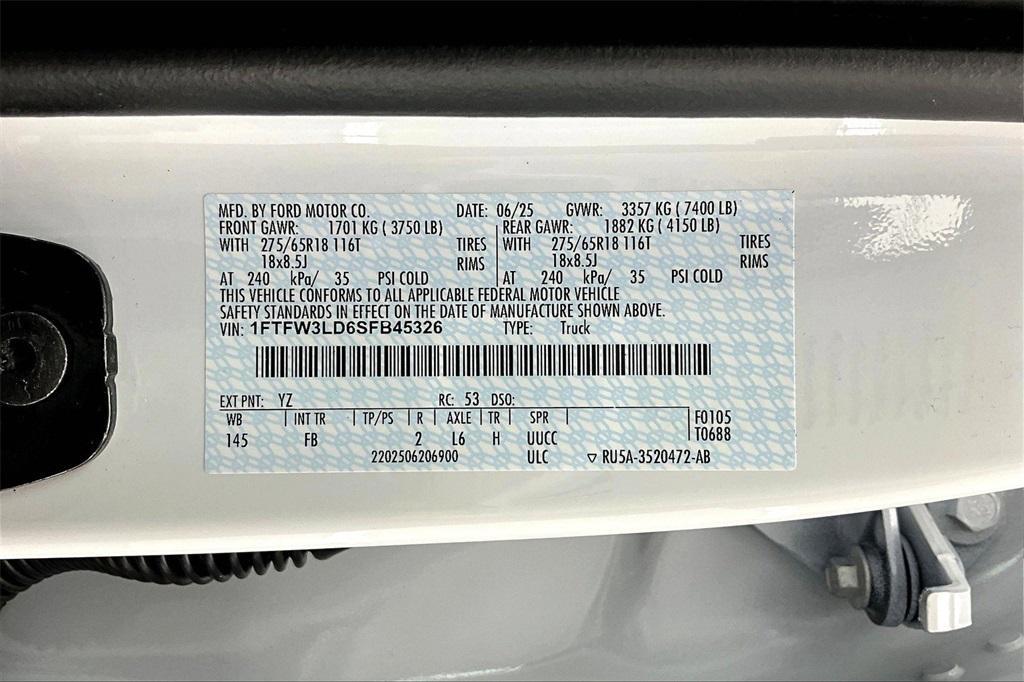 MFD. BY FORD MOTOR CO. DATE: 06/25 GVWR: 3357 KG ( 7400 LB)
FRONT GAWR: 1701 KG ( 3750 LB) REAR GAWR: 1882 KG ( 4150 LB)
WITH 275/65R18 116T TIRES WITH 275/65R18 116T TIRES
18x8.5J RIMS 18x8.5J RIMS
AT 240 kPa/ 35 PSI COLD AT 240 kPa/ 35 PSI COLD
THIS VEHICLE CONFORMS TO ALL APPLICABLE FEDERAL MOTOR VEHICLE
SAFETY STANDARDS IN EFFECT ON THE DATE OF MANUFACTURE SHOWN ABOVE.
VIN: 1FTFW3LD6SFB45326 TYPE: Truck
EXT PNT: YZ RC: 53 DSO:
WB INT TR TP/PS R AXLE TR SPR F0105
145 FB 2 L6 H UUCC T0688
2202506206900 ULC ▽ RU5A-3520472-AB